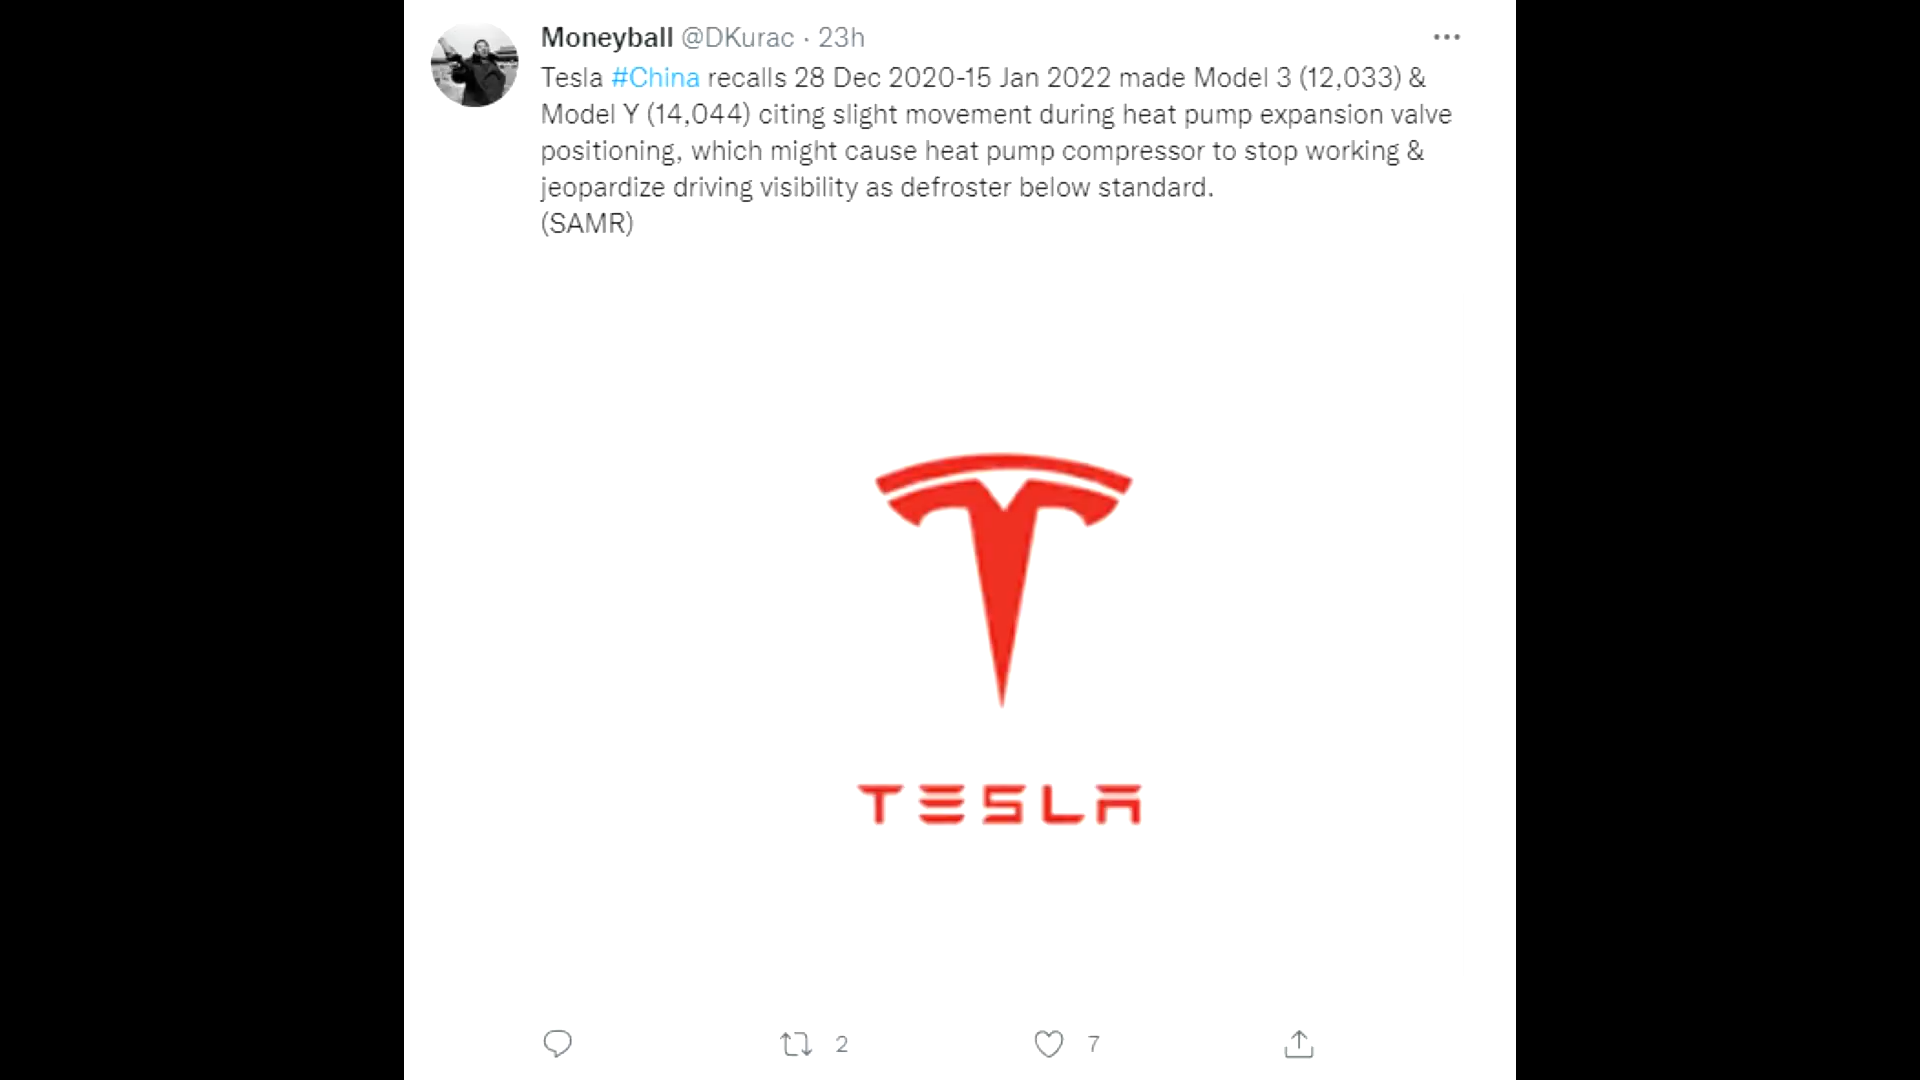 Moneyball @DKurac · 23h
Tesla #China recalls 28 Dec 2020-15 Jan 2022 made Model 3 (12,033) &
Model Y (14,044) citing slight movement during heat pump expansion valve
positioning, which might cause heat pump compressor to stop working &
jeopardize driving visibility as defroster below standard.
(SAMR)
TESLA
2 7